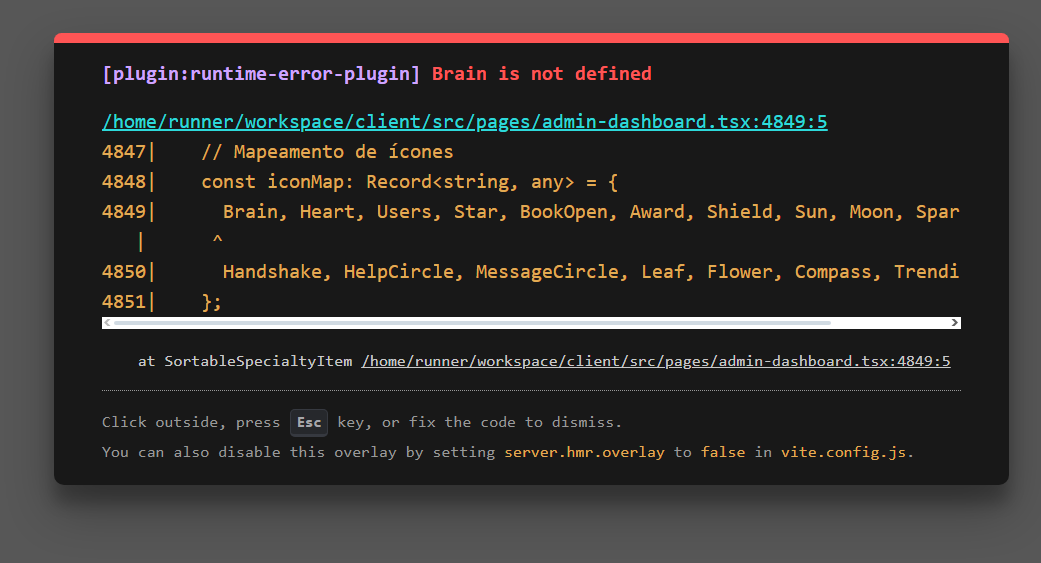 [plugin:runtime-error-plugin] Brain is not defined
/home/runner/workspace/client/src/pages/admin-dashboard.tsx:4849:5
4847|    // Mapeamento de ícones
4848|    const iconMap: Record<string, any> = {
4849|      Brain, Heart, Users, Star, BookOpen, Award, Shield, Sun, Moon, Spar
    |      ^
4850|      Handshake, HelpCircle, MessageCircle, Leaf, Flower, Compass, Trendi
4851|    };
at SortableSpecialtyItem /home/runner/workspace/client/src/pages/admin-dashboard.tsx:4849:5
Click outside, press Esc key, or fix the code to dismiss.
You can also disable this overlay by setting server.hmr.overlay to false in vite.config.js.